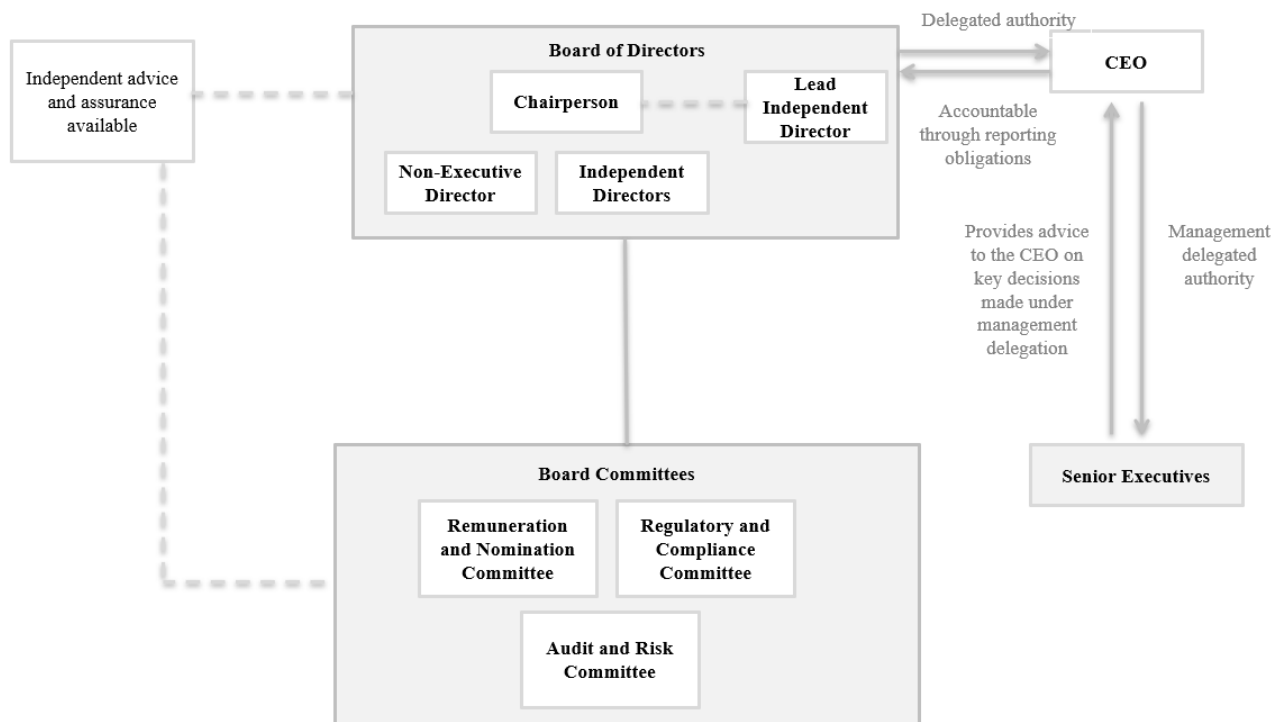 Delegated authority
Board of Directors
Independent advice
and assurance
available
CEO
Chairperson
Lead
Independent
Director
Accountable
through reporting
obligations
Non-Executive
Director
Independent
Directors
Provides advice
to the CEO on
key decisions
made under
management
delegation
Management
delegated
authority
Board Committees
Senior Executives
Remuneration
and Nomination
Committee
Regulatory and
Compliance
Committee
Audit and Risk
Committee